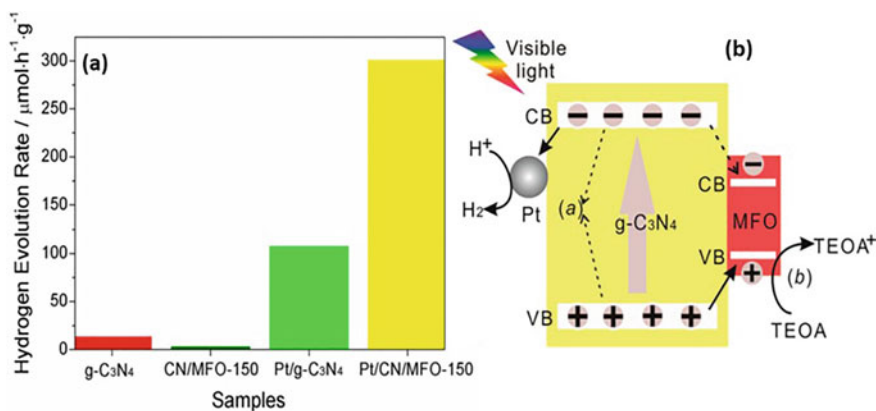 (a)
Hydrogen Evolution Rate / μmol·h⁻¹·g⁻¹
300
250
200
150
100
50
0
g-C₃N₄ CN/MFO-150 Pt/g-C₃N₄ Pt/CN/MFO-150
Samples
Visible
light
(b)
CB
H⁺
H₂
Pt
(a)
g-C₃N₄
CB
MFO
VB
TEOA⁺
(b)
VB
TEOA